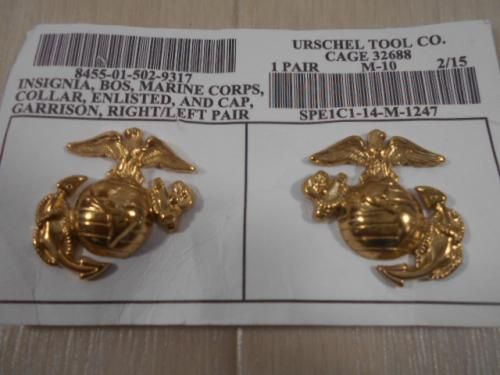 8455-01-502-9317
INSIGNIA, BOS, MARINE CORPS,
COLLAR, ENLISTED, AND CAP,
GARRISON, RIGHT/LEFT PAIR
URSCHEL TOOL CO.
CAGE 32688
1 PAIR M-10 2/15
SPE1C1-14-M-1247